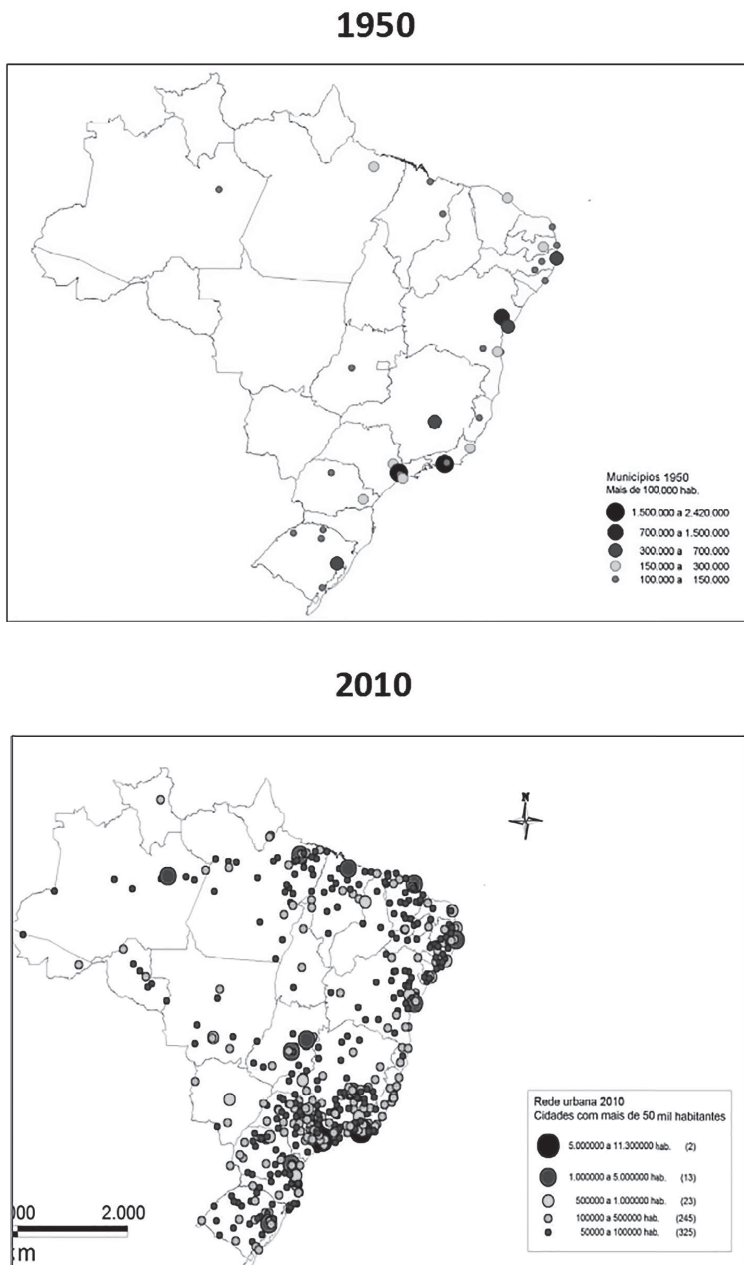 1950
Municípios 1950
Mais de 100.000 hab.
1.500.000 a 2.420.000
700.000 a 1.500.000
300.000 a 700.000
150.000 a 300.000
100.000 a 150.000
2010
N
Rede urbana 2010
Cidades com mais de 50 mil habitantes
5.000000 a 11.300000 hab. (2)
1.000000 a 5.000000 hab. (13)
500000 a 1.000000 hab. (23)
100000 a 500000 hab. (245)
50000 a 100000 hab. (325)
000 2.000
:m